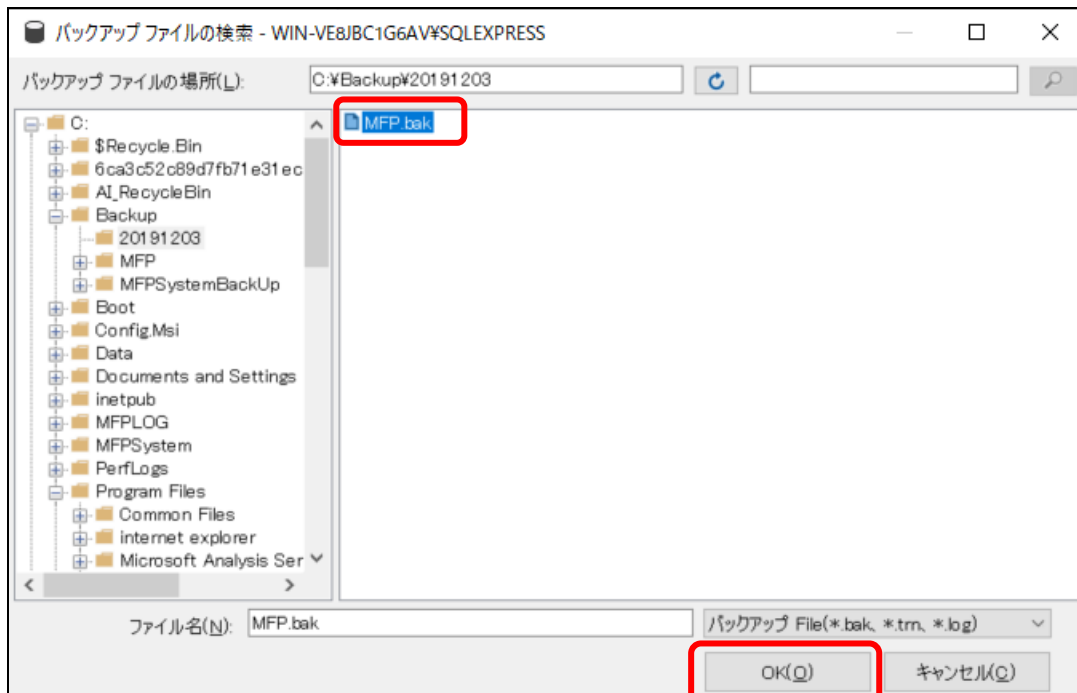 バックアップ ファイルの検索 - WIN-VE8JBC1G6AV¥SQLEXPRESS
バックアップ ファイルの場所(L):
C:¥Backup¥20191203
C:
$Recycle.Bin
6ca3c52c89d7fb71e31ec
AI_RecycleBin
Backup
20191203
MFP
MFPSystemBackUp
Boot
Config.Msi
Data
Documents and Settings
inetpub
MFPLOG
MFPSystem
PerfLogs
Program Files
Common Files
internet explorer
Microsoft Analysis Ser
MFP.bak
ファイル名(N):
MFP.bak
バックアップ File(*.bak, *.trn, *.log)
OK(O)
キャンセル(C)